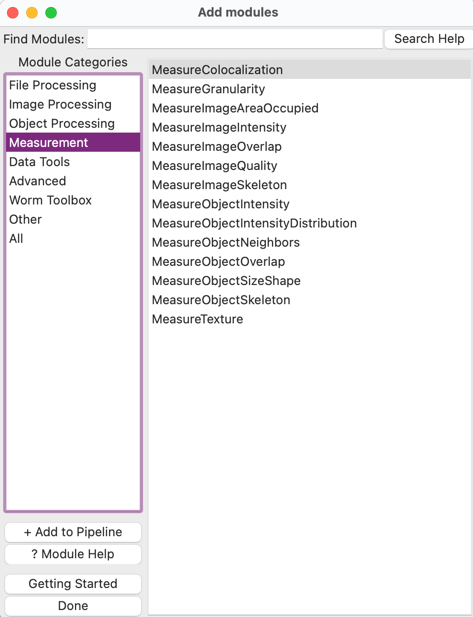 Add modules
Find Modules:
Search Help
Module Categories
File Processing
Image Processing
Object Processing
Measurement
Data Tools
Advanced
Worm Toolbox
Other
All
MeasureColocalization
MeasureGranularity
MeasureImageAreaOccupied
MeasureImageIntensity
MeasureImageOverlap
MeasureImageQuality
MeasureImageSkeleton
MeasureObjectIntensity
MeasureObjectIntensityDistribution
MeasureObjectNeighbors
MeasureObjectOverlap
MeasureObjectSizeShape
MeasureObjectSkeleton
MeasureTexture
+ Add to Pipeline
? Module Help
Getting Started
Done